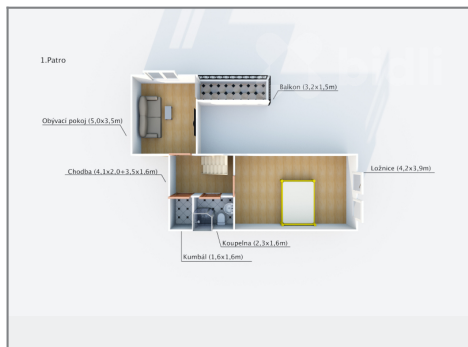 bidli
1.Patro
Balkon (3,2x1,5m)
Obývací pokoj (5,0x3,5m)
Chodba (4,1x2,0+3,5x1,6m)
Ložnice (4,2x3,9m)
Koupelna (2,3x1,6m)
Kumbál (1,6x1,6m)